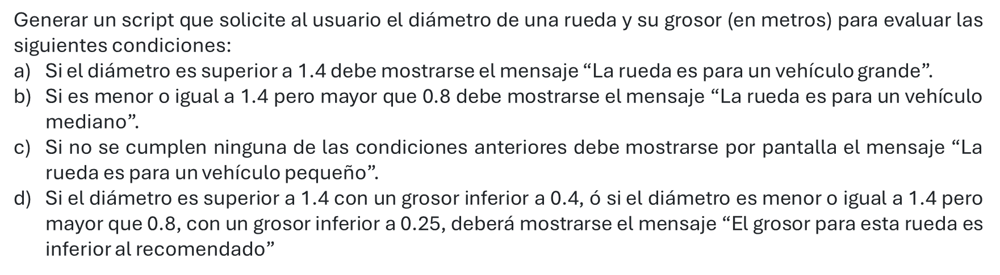 Generar un script que solicite al usuario el diámetro de una rueda y su grosor (en metros) para evaluar las
siguientes condiciones:
a) Si el diámetro es superior a 1.4 debe mostrarse el mensaje “La rueda es para un vehículo grande”.
b) Si es menor o igual a 1.4 pero mayor que 0.8 debe mostrarse el mensaje “La rueda es para un vehículo
mediano”.
c) Si no se cumplen ninguna de las condiciones anteriores debe mostrarse por pantalla el mensaje “La
rueda es para un vehículo pequeño”.
d) Si el diámetro es superior a 1.4 con un grosor inferior a 0.4, ó si el diámetro es menor o igual a 1.4 pero
mayor que 0.8, con un grosor inferior a 0.25, deberá mostrarse el mensaje “El grosor para esta rueda es
inferior al recomendado”